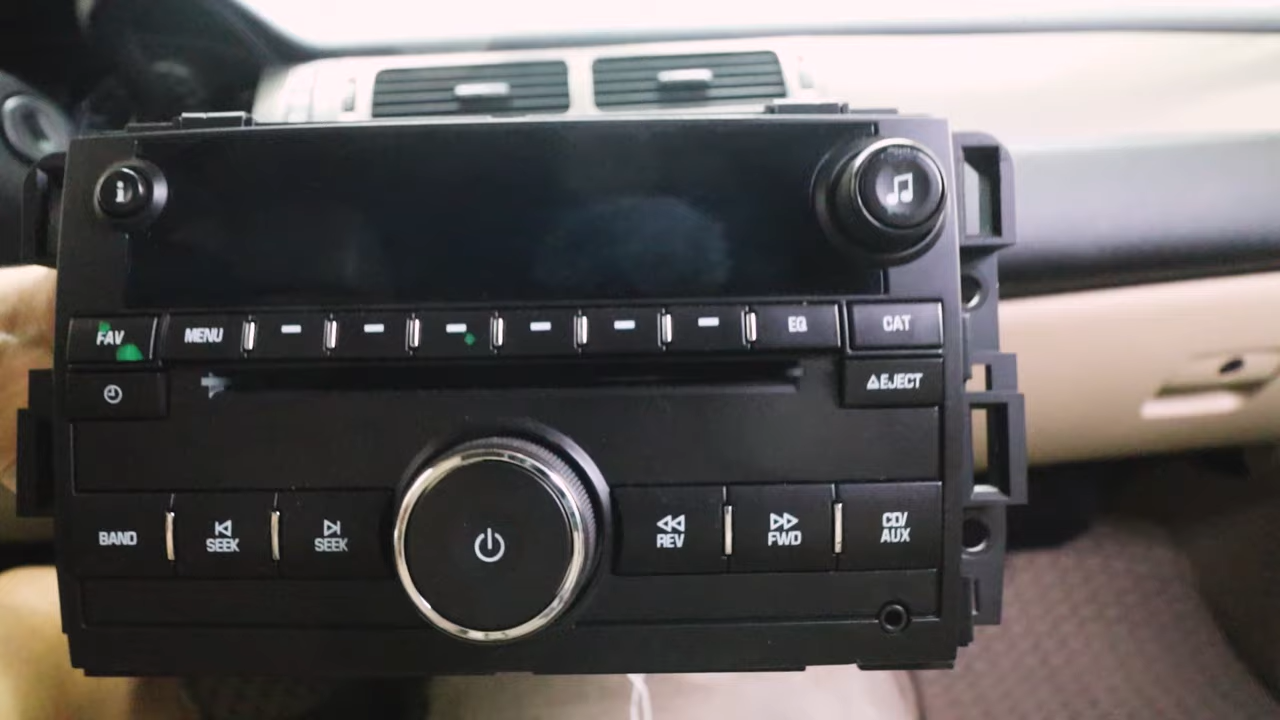 i
FAV MENU EQ CAT
EJECT
BAND SEEK SEEK REV FWD CD/
AUX